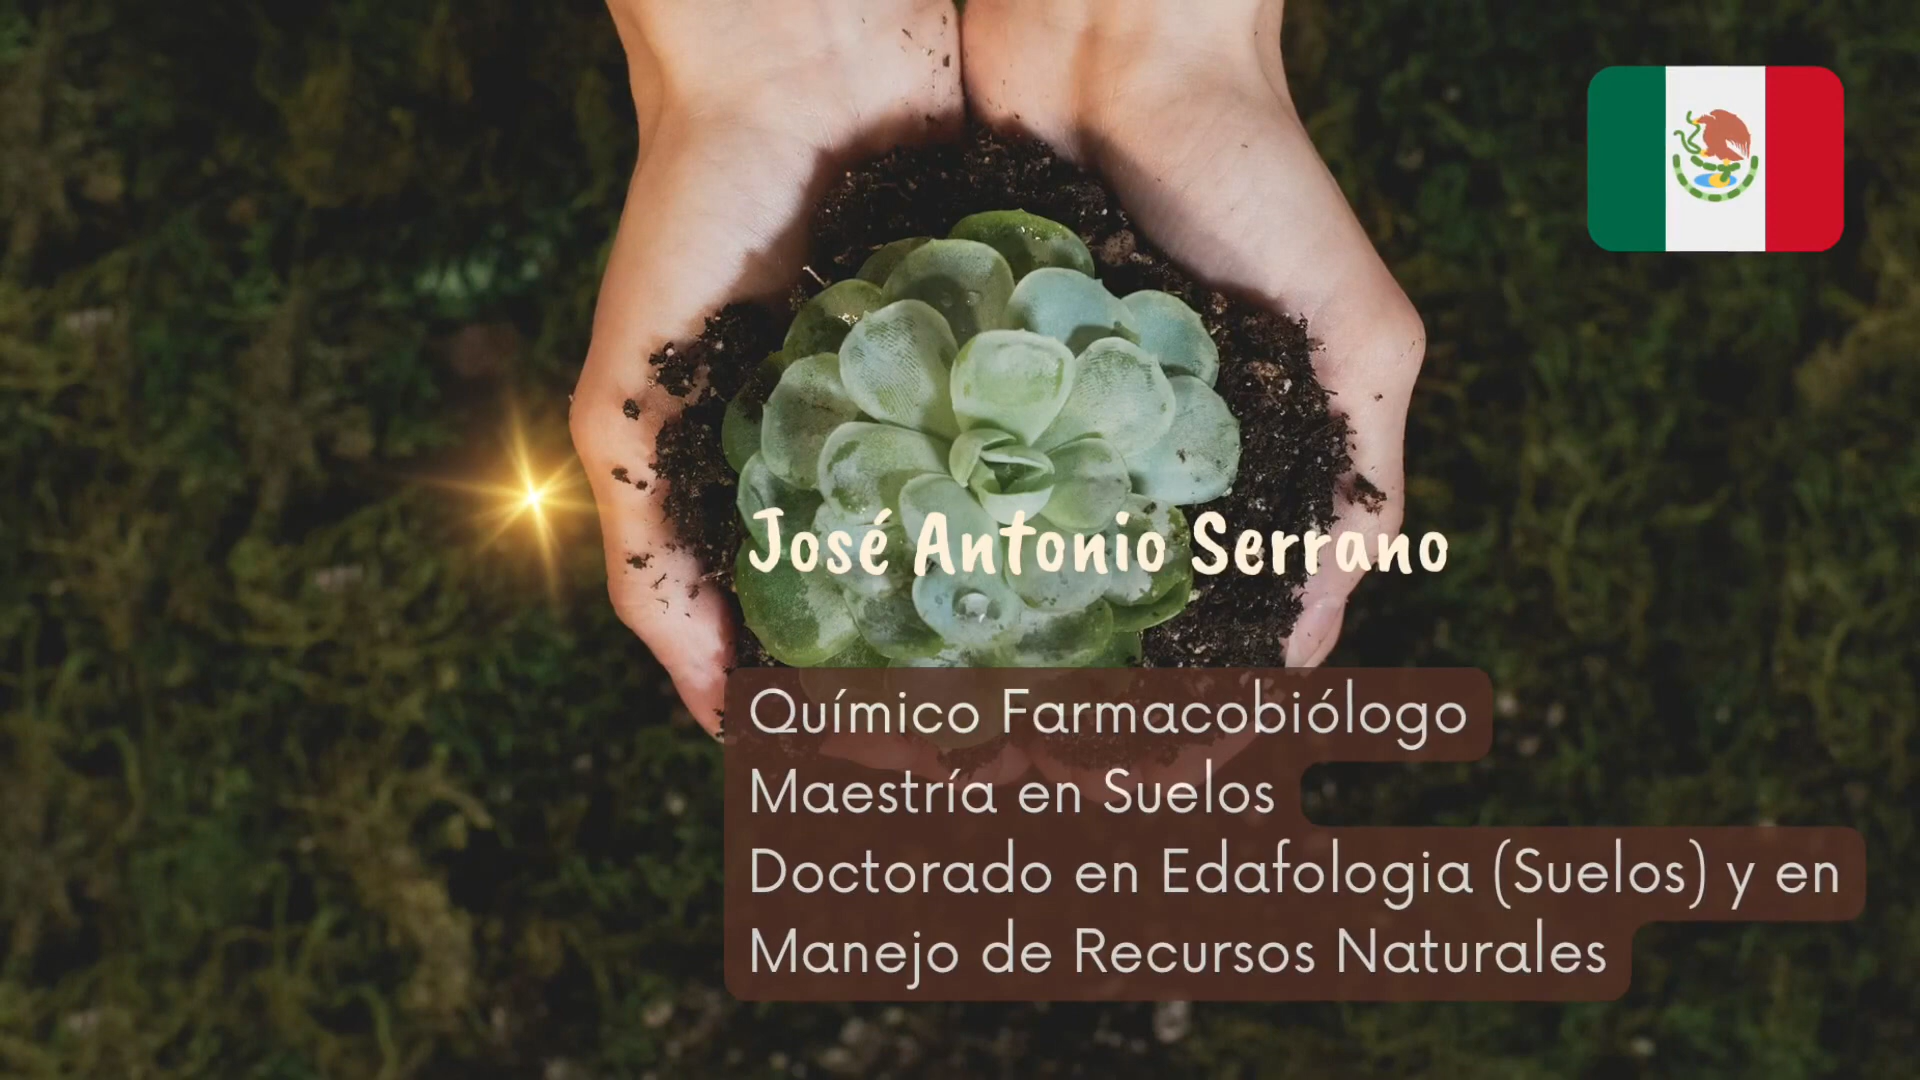 José Antonio Serrano
Químico Farmacobiólogo
Maestría en Suelos
Doctorado en Edafologia (Suelos) y en
Manejo de Recursos Naturales